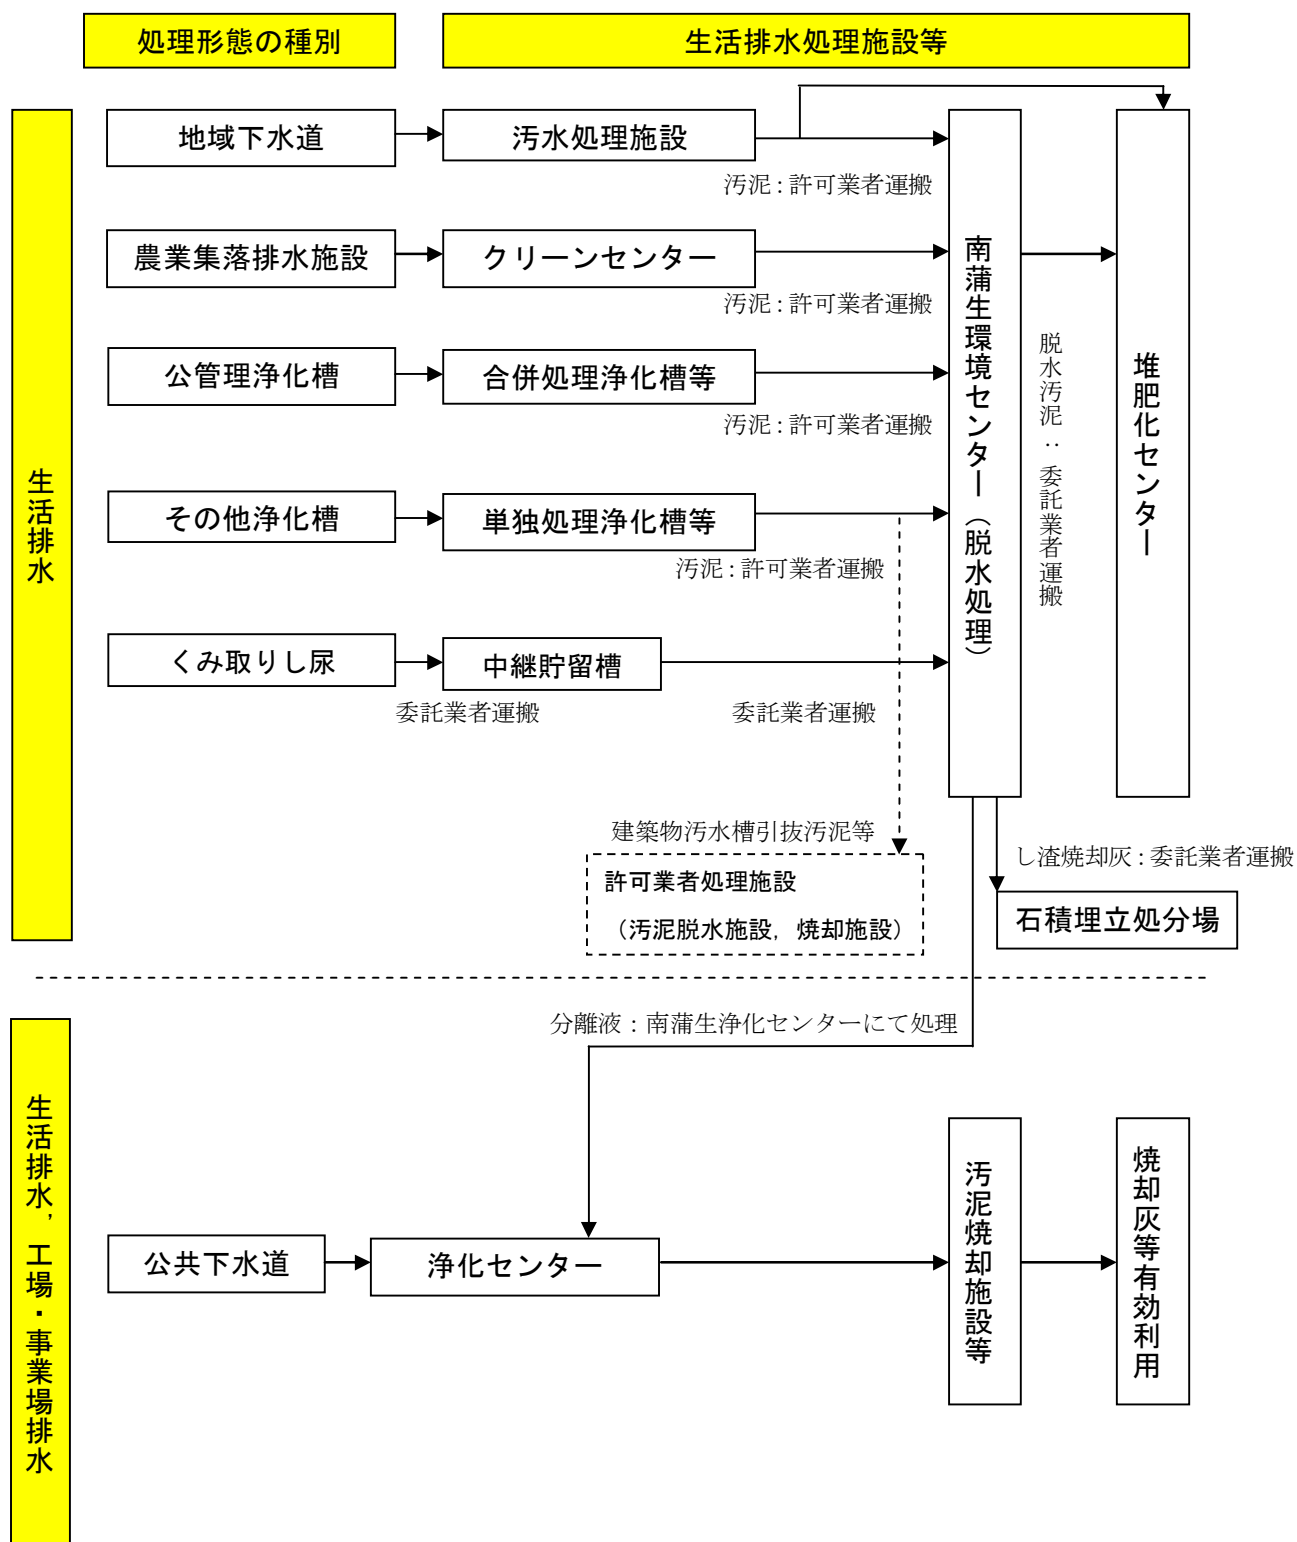 処理形態の種別
生活排水処理施設等
生活排水
地域下水道
汚水処理施設
汚泥:許可業者運搬
農業集落排水施設
クリーンセンター
汚泥:許可業者運搬
公管理浄化槽
合併処理浄化槽等
汚泥:許可業者運搬
その他浄化槽
単独処理浄化槽等
汚泥:許可業者運搬
くみ取りし尿
中継貯留槽
委託業者運搬
委託業者運搬
南蒲生環境センター(脱水処理)
脱水汚泥:委託業者運搬
堆肥化センター
建築物汚水槽引抜汚泥等
許可業者処理施設
(汚泥脱水施設,焼却施設)
し渣焼却灰:委託業者運搬
石積埋立処分場
分離液:南蒲生浄化センターにて処理
生活排水,工場・事業場排水
公共下水道
浄化センター
汚泥焼却施設等
焼却灰等有効利用